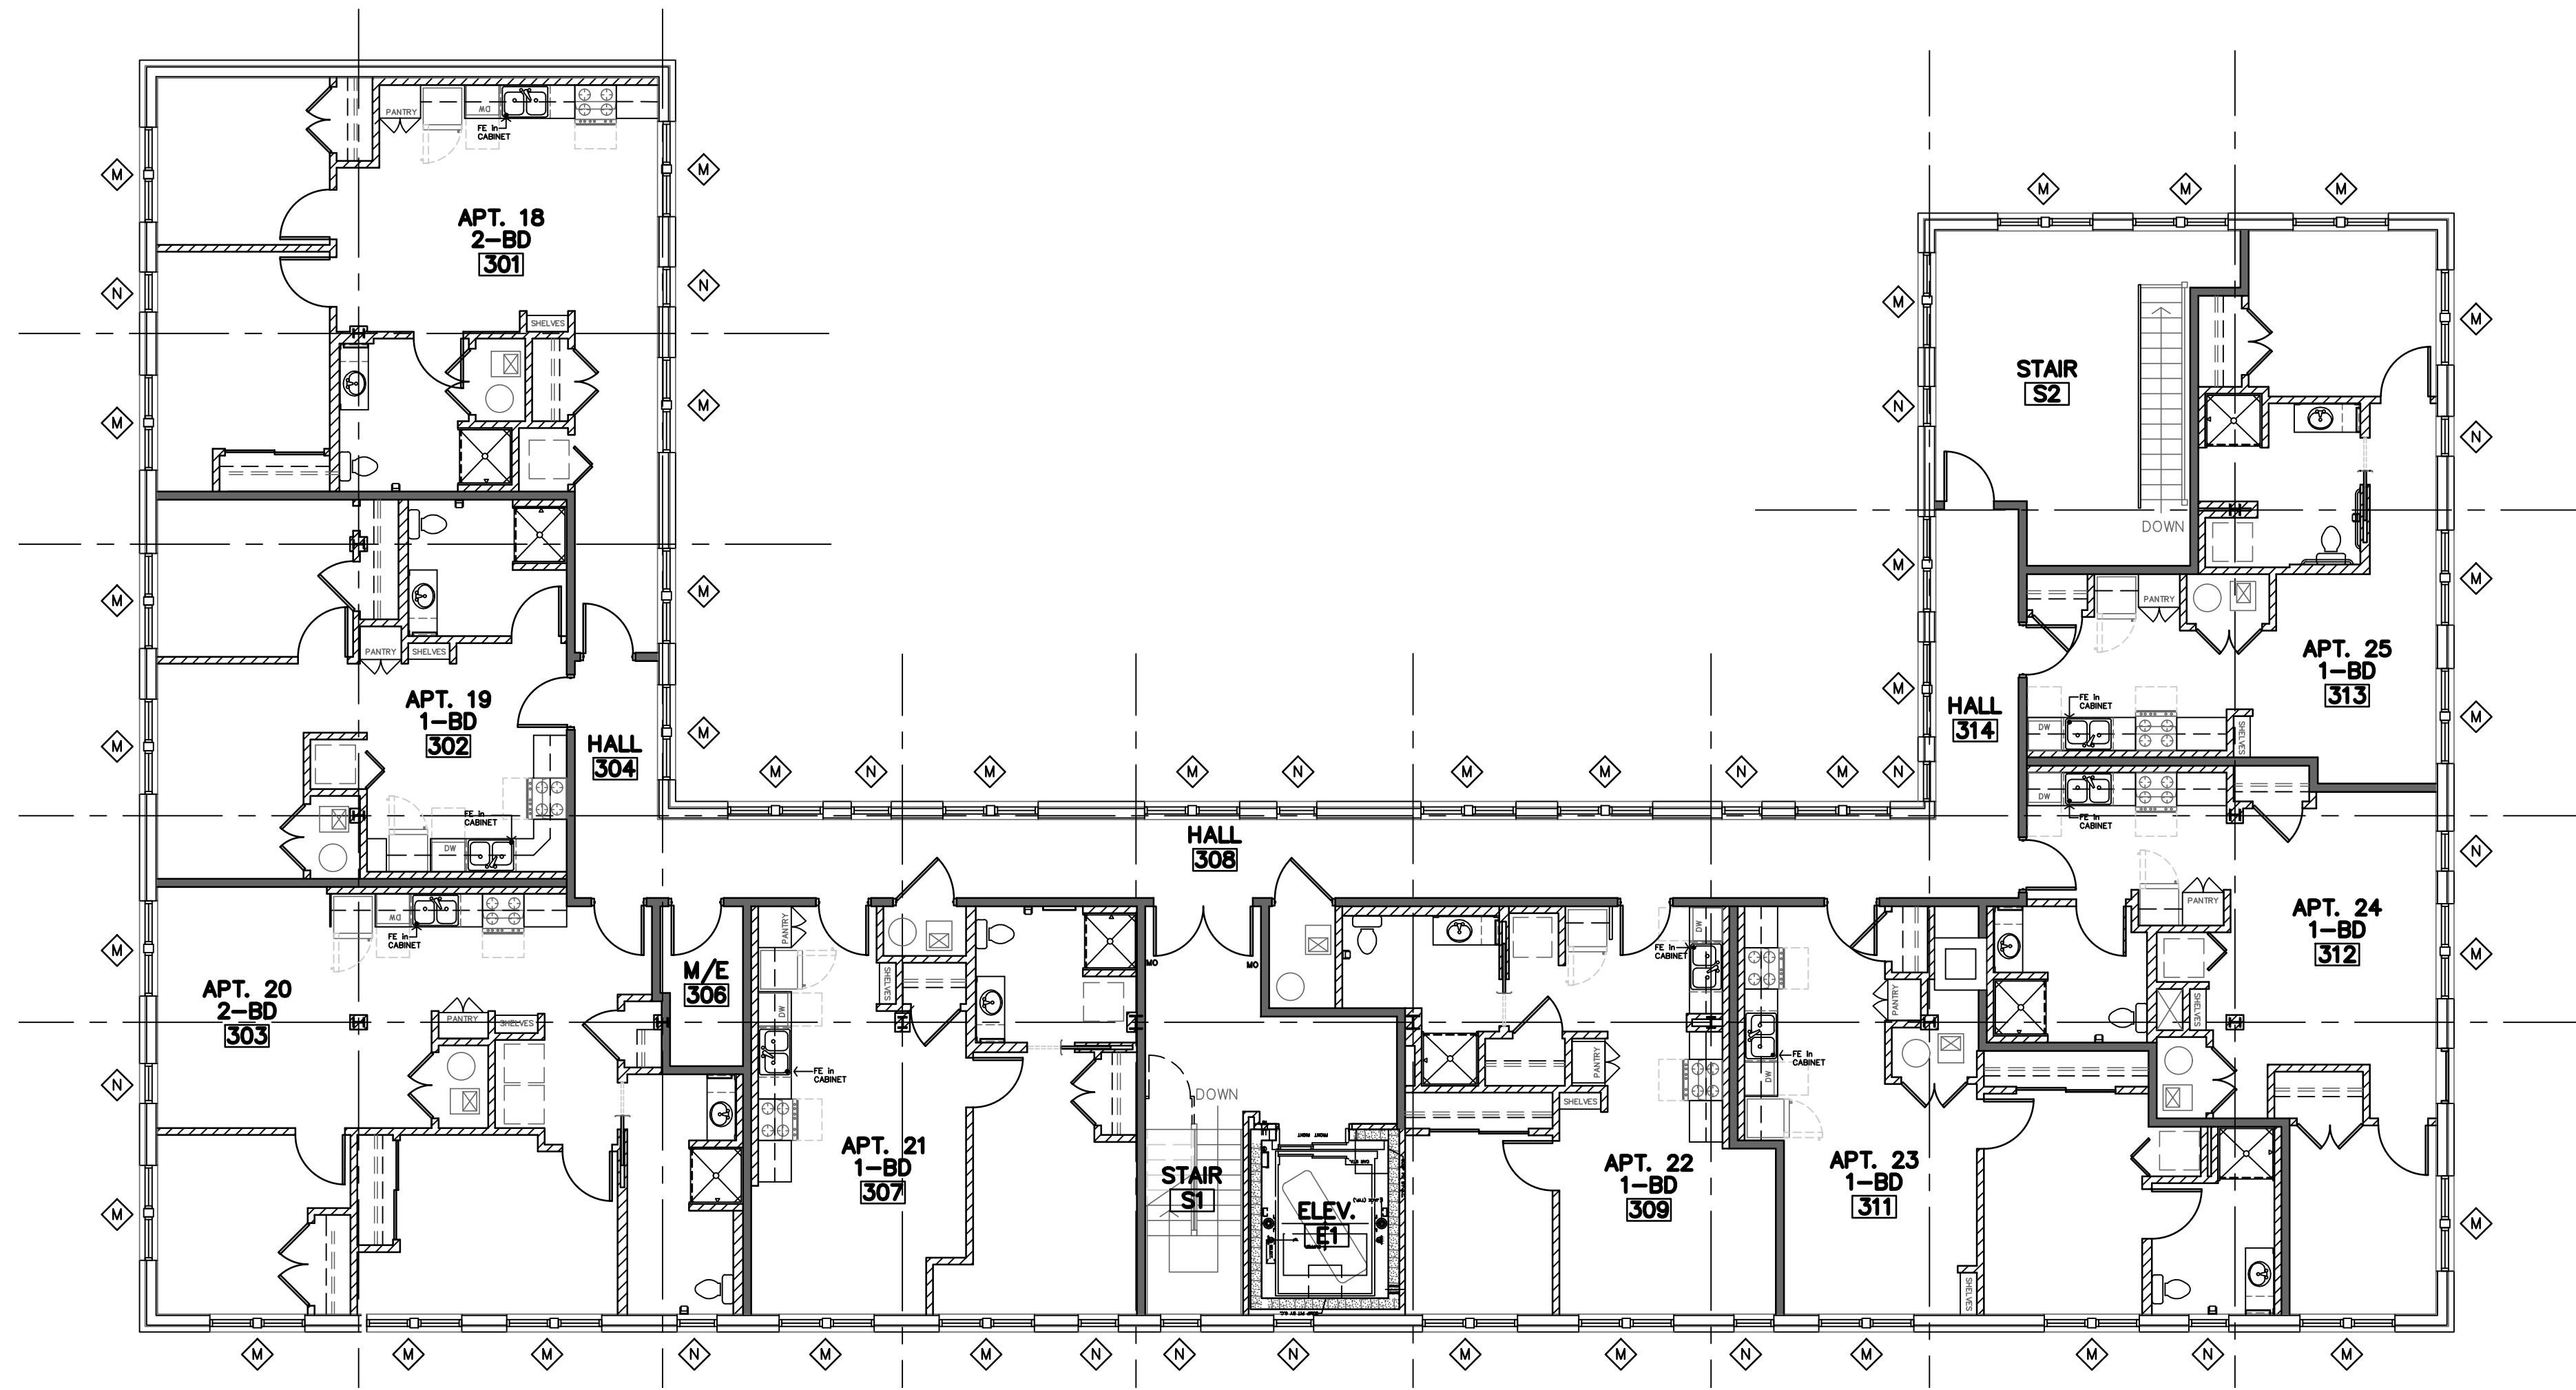 M
M
M
PANTRY
DW
FE in
CABINET
M
M
M
APT. 18
2-BD
301
N
N
M
M
N
SHELVES
STAIR
S2
M
M
N
DOWN
M
M
M
M
M
PANTRY
SHELVES
PANTRY
APT. 19
1-BD
302
APT. 25
1-BD
313
M
M
M
M
HALL
304
HALL
314
FE in
CABINET
DW
SHELVES
M
N
M
M
N
M
M
N
M
N
FE in
CABINET
DW
DW
FE in
CABINET
HALL
308
N
DW
FE in
CABINET
M
PANTRY
PANTRY
APT. 24
1-BD
312
M
DW
FE in
CABINET
MO
MO
M/E
306
SHELVES
APT. 20
2-BD
303
PANTRY
SHELVES
DW
PANTRY
SHELVES
FE in
CABINET
PANTRY
FE in
CABINET
DW
N
DOWN
SHELVES
APT. 21
1-BD
307
STAIR
S1
ELEV.
E1
APT. 22
1-BD
309
APT. 23
1-BD
311
M
M
SHELVES
M
M
M
N
M
M
N
N
N
M
M
N
M
M
N
M